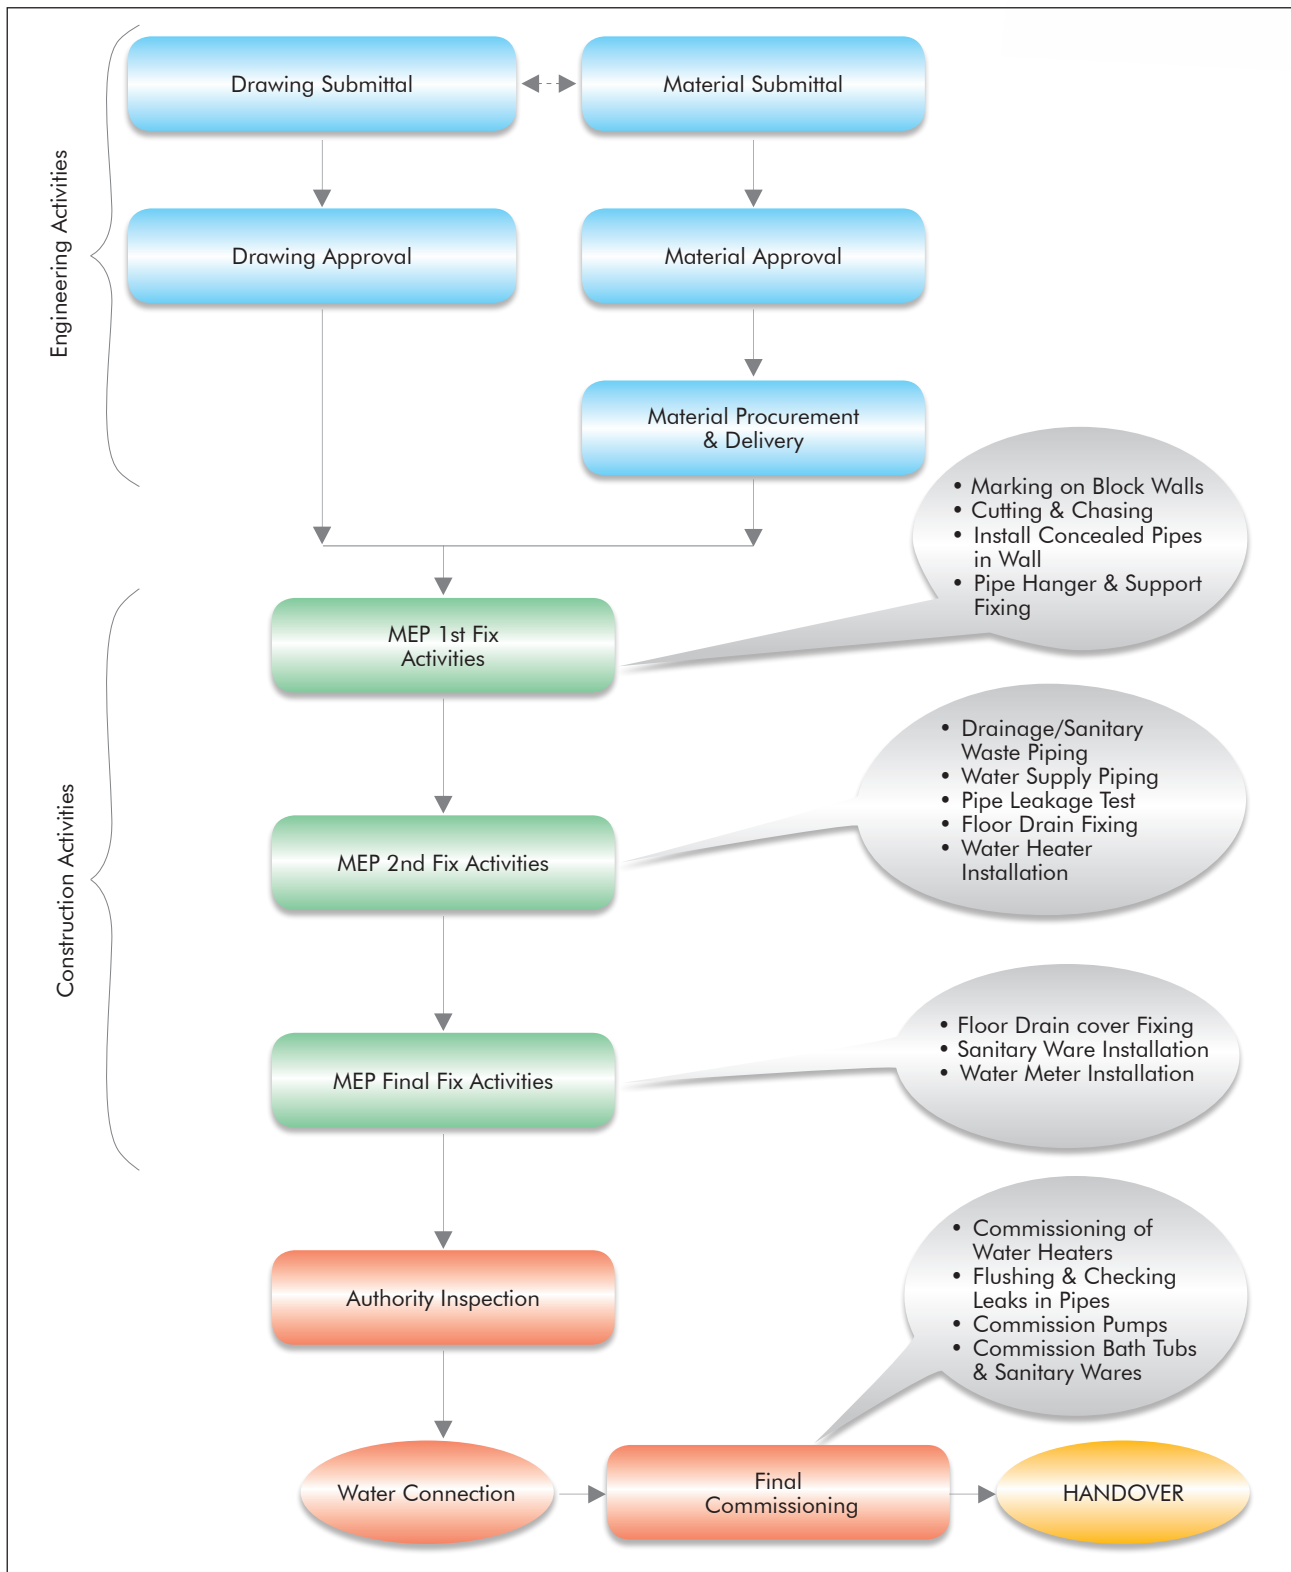 Engineering Activities
Drawing Submittal
Material Submittal
Drawing Approval
Material Approval
Material Procurement
& Delivery
• Marking on Block Walls
• Cutting & Chasing
• Install Concealed Pipes
in Wall
• Pipe Hanger & Support
Fixing
Construction Activities
MEP 1st Fix
Activities
• Drainage/Sanitary
Waste Piping
• Water Supply Piping
• Pipe Leakage Test
• Floor Drain Fixing
• Water Heater
Installation
MEP 2nd Fix Activities
• Floor Drain cover Fixing
• Sanitary Ware Installation
• Water Meter Installation
MEP Final Fix Activities
• Commissioning of
Water Heaters
• Flushing & Checking
Leaks in Pipes
• Commission Pumps
• Commission Bath Tubs
& Sanitary Wares
Authority Inspection
Water Connection
Final
Commissioning
HANDOVER